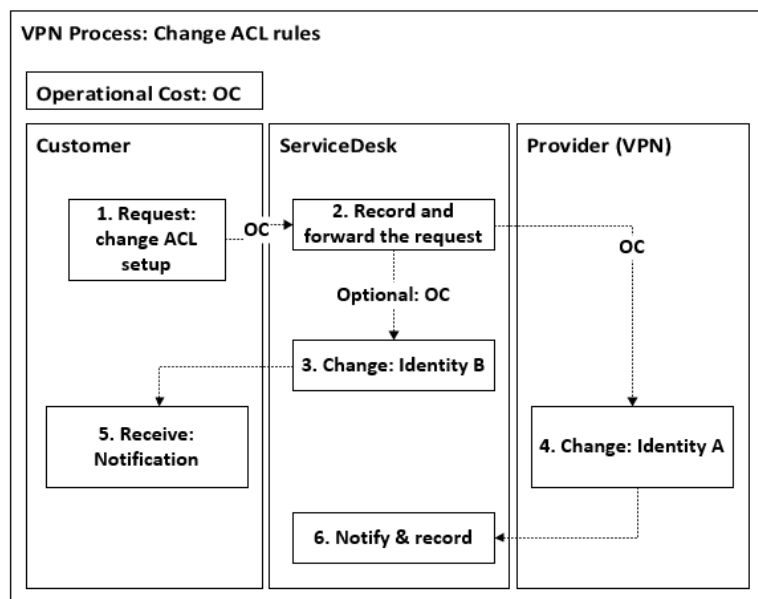 VPN Process: Change ACL rules
Operational Cost: OC
Customer
ServiceDesk
Provider (VPN)
1. Request:
change ACL
setup
OC
2. Record and
forward the request
OC
Optional: OC
3. Change: Identity B
5. Receive:
Notification
4. Change: Identity A
6. Notify & record